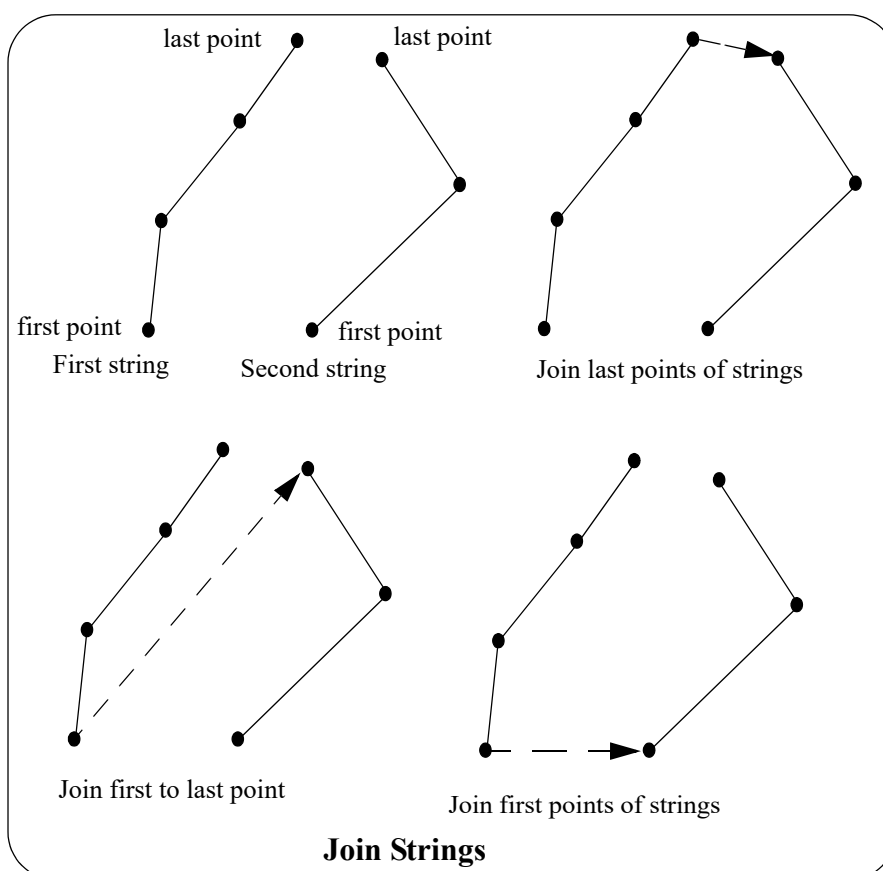 last point
last point
first point
first point
First string
Second string
Join last points of strings
Join first to last point
Join first points of strings
Join Strings